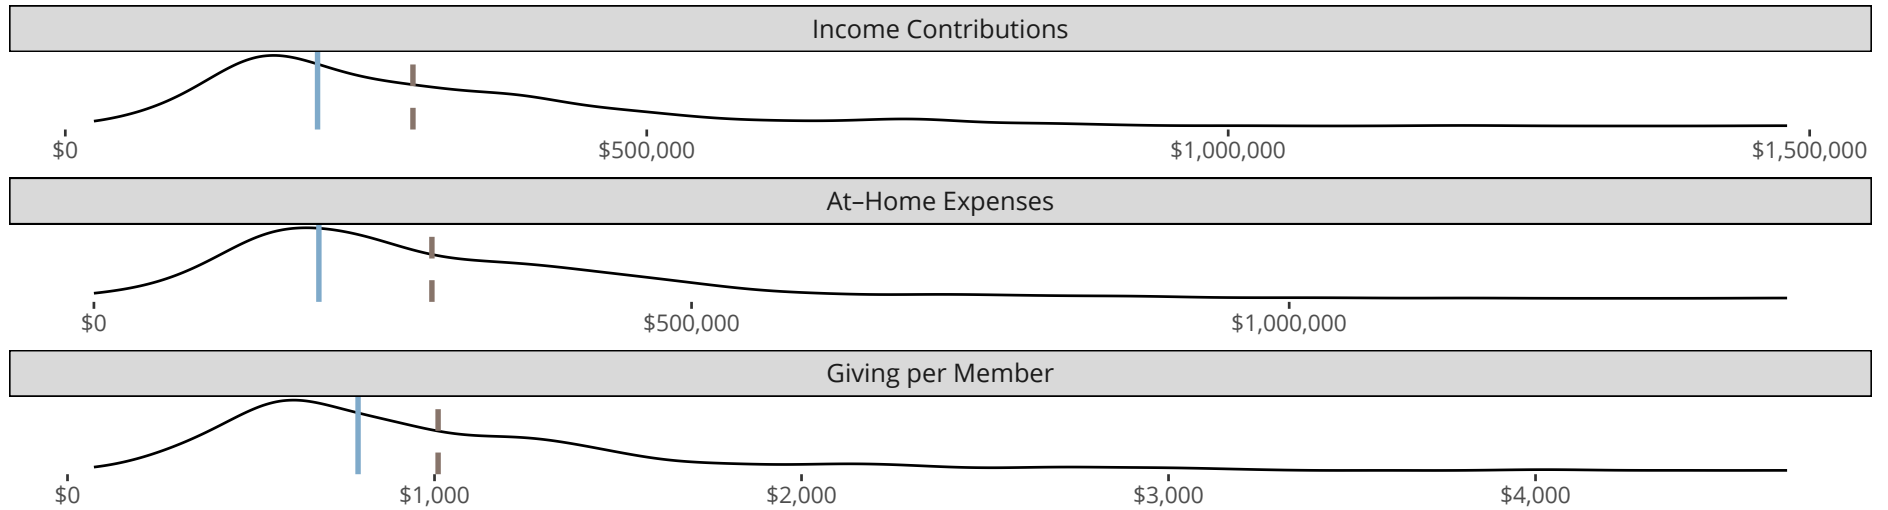 Income Contributions
$0 $500,000 $1,000,000 $1,500,000
At–Home Expenses
$0 $500,000 $1,000,000
Giving per Member
$0 $1,000 $2,000 $3,000 $4,000